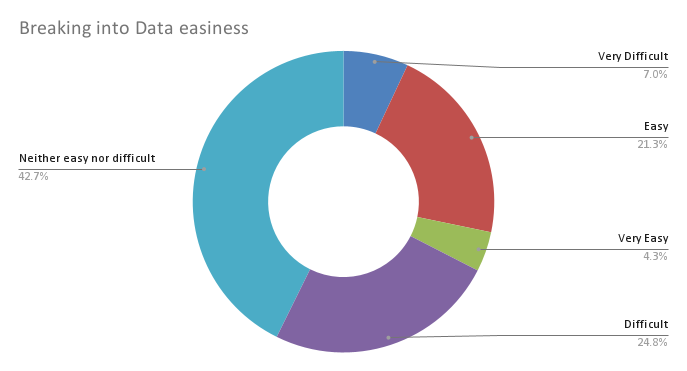 Breaking into Data easiness
Very Difficult
7.0%
Easy
21.3%
Neither easy nor difficult
42.7%
Very Easy
4.3%
Difficult
24.8%